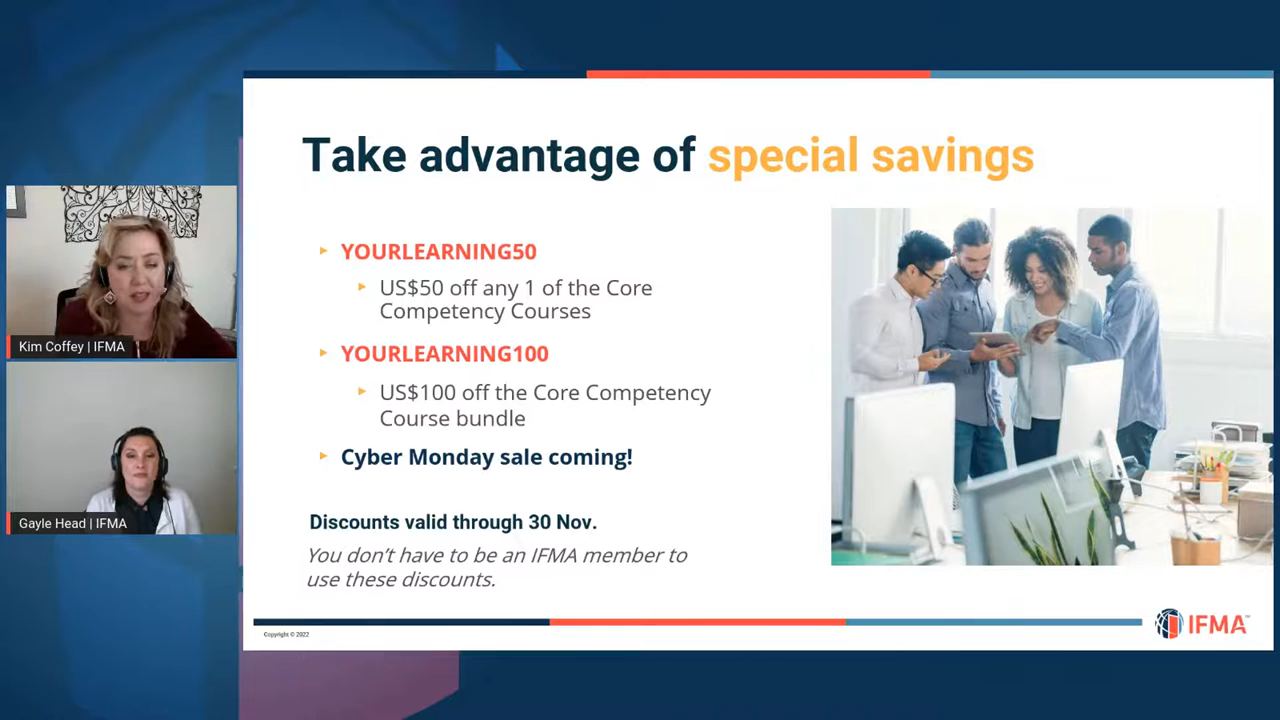 Take advantage of special savings
YOURLEARNING50
US$50 off any 1 of the Core
Competency Courses
YOURLEARNING100
US$100 off the Core Competency
Course bundle
Cyber Monday sale coming!
Discounts valid through 30 Nov.
You don’t have to be an IFMA member to
use these discounts.
Copyright © 2022
IFMA™
Kim Coffey | IFMA
Gayle Head | IFMA